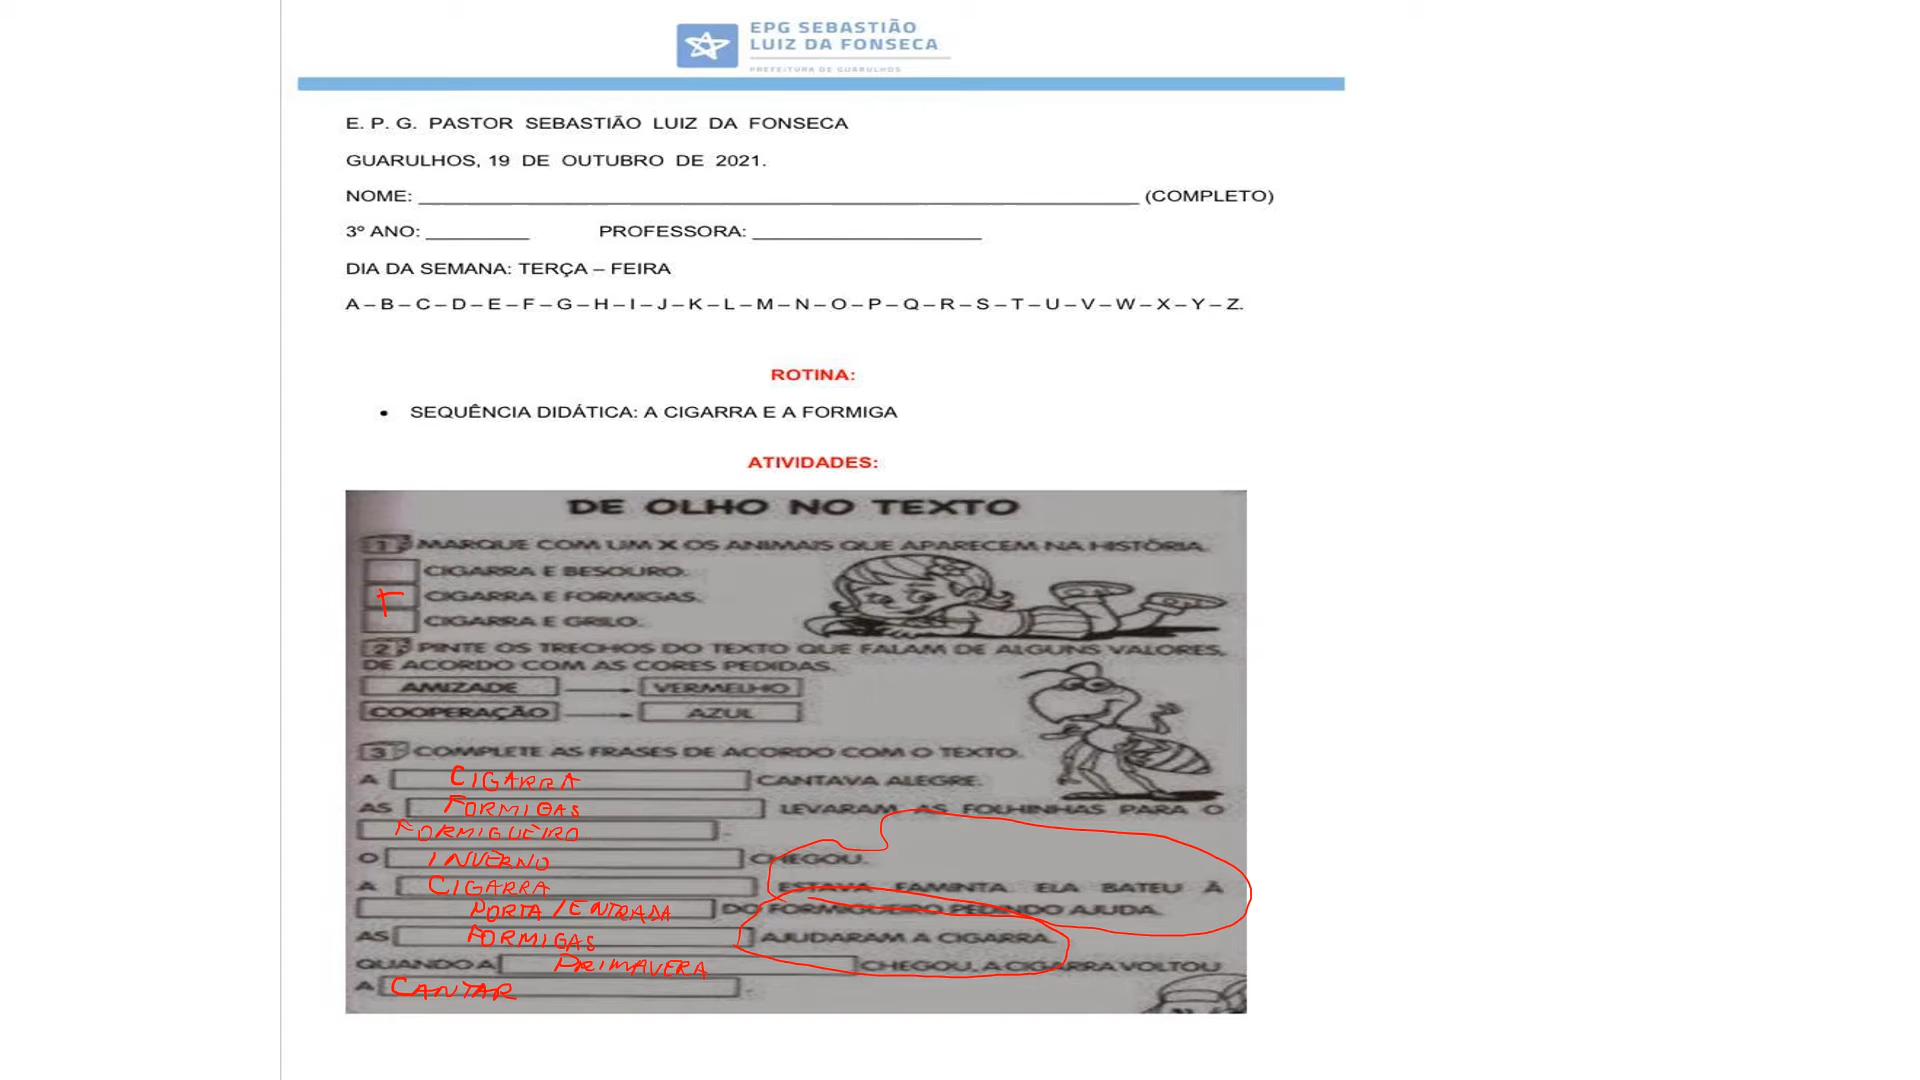 EPG SEBASTIÃO
LUIZ DA FONSECA
PREFEITURA DE GUARULHOS
E. P. G. PASTOR SEBASTIÃO LUIZ DA FONSECA
GUARULHOS, 19 DE OUTUBRO DE 2021.
NOME: ____________________ (COMPLETO)
3º ANO: _________ PROFESSORA: ____________________
DIA DA SEMANA: TERÇA – FEIRA
A – B – C – D – E – F – G – H – I – J – K – L – M – N – O – P – Q – R – S – T – U – V – W – X – Y – Z.
ROTINA:
• SEQUÊNCIA DIDÁTICA: A CIGARRA E A FORMIGA
ATIVIDADES:
DE OLHO NO TEXTO
1 MARQUE COM UM X OS ANIMAIS QUE APARECEM NA HISTÓRIA.
CIGARRA E BESOURO.
CIGARRA E FORMIGAS.
CIGARRA E GRILO.
2 PINTE OS TRECHOS DO TEXTO QUE FALAM DE ALGUNS VALORES,
DE ACORDO COM AS CORES PEDIDAS.
AMIZADE VERMELHO
COOPERAÇÃO AZUL
3 COMPLETE AS FRASES DE ACORDO COM O TEXTO.
A CIGARRA CANTAVA ALEGRE.
AS FORMIGAS LEVARAM AS FOLHINHAS PARA O
FORMIGUEIRO.
O INVERNO CHEGOU.
A CIGARRA ESTAVA FAMINTA. ELA BATEU À
PORTA/ENTRADA DO FORMIGUEIRO PEDINDO AJUDA.
AS FORMIGAS AJUDARAM A CIGARRA.
QUANDO A PRIMAVERA CHEGOU, A CIGARRA VOLTOU
A CANTAR.